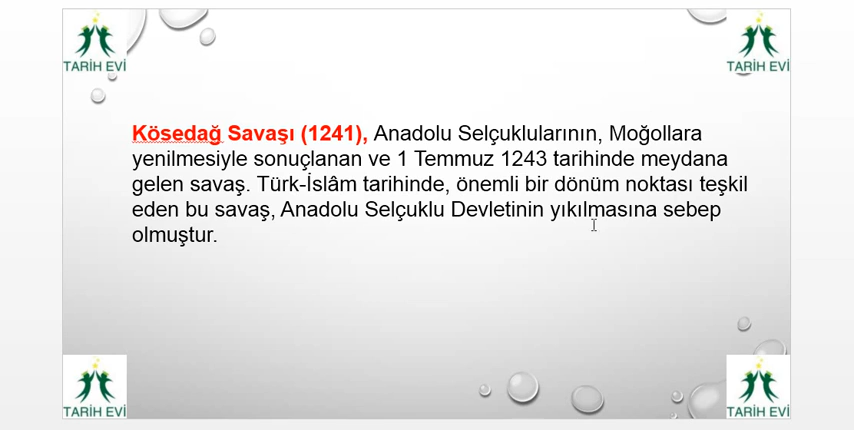 TARİH EVİ
TARİH EVİ
Kösedağ Savaşı (1241), Anadolu Selçuklularının, Moğollara
yenilmesiyle sonuçlanan ve 1 Temmuz 1243 tarihinde meydana
gelen savaş. Türk-İslâm tarihinde, önemli bir dönüm noktası teşkil
eden bu savaş, Anadolu Selçuklu Devletinin yıkılmasına sebep
olmuştur.
TARİH EVİ
TARİH EVİ